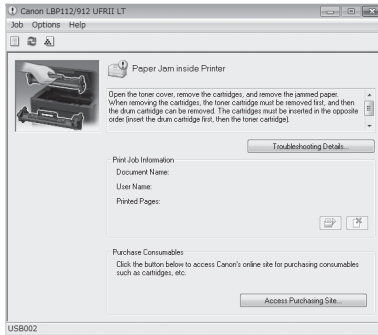 Canon LBP112/912 UFRII LT
Job Options Help
Paper Jam inside Printer
Open the toner cover, remove the cartridges, and remove the jammed paper.
When removing the cartridges, the toner cartridge must be removed first, and then
the drum cartridge can be removed. The cartridges must be inserted in the opposite
order (insert the drum cartridge first, then the toner cartridge).
Troubleshooting Details...
Print Job Information
Document Name:
User Name:
Printed Pages:
Purchase Consumables
Click the button below to access Canon's online site for purchasing consumables
such as cartridges, etc.
Access Purchasing Site...
USB002